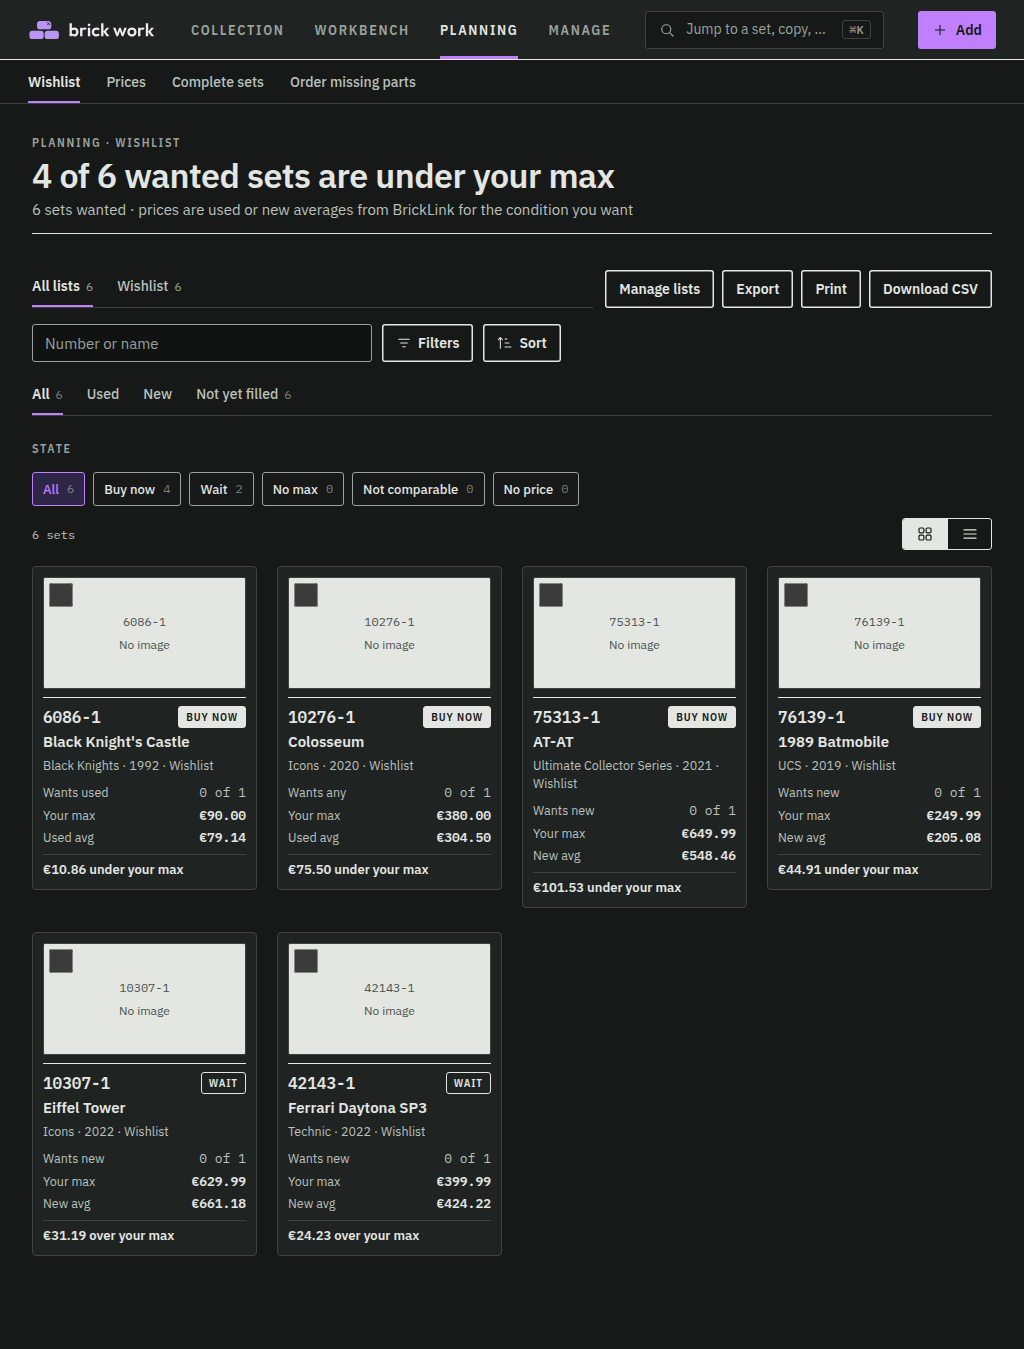 brick work
COLLECTION
WORKBENCH
PLANNING
MANAGE
Jump to a set, copy, ...
⌘K
Add
Wishlist
Prices
Complete sets
Order missing parts
PLANNING · WISHLIST
4 of 6 wanted sets are under your max
6 sets wanted · prices are used or new averages from BrickLink for the condition you want
All lists 6
Wishlist 6
Manage lists
Export
Print
Download CSV
Number or name
Filters
Sort
All 6
Used
New
Not yet filled 6
STATE
All 6
Buy now 4
Wait 2
No max 0
Not comparable 0
No price 0
6 sets
6086-1
No image
6086-1
BUY NOW
Black Knight's Castle
Black Knights · 1992 · Wishlist
Wants used 0 of 1
Your max €90.00
Used avg €79.14
€10.86 under your max
10276-1
No image
10276-1
BUY NOW
Colosseum
Icons · 2020 · Wishlist
Wants any 0 of 1
Your max €380.00
Used avg €304.50
€75.50 under your max
75313-1
No image
75313-1
BUY NOW
AT-AT
Ultimate Collector Series · 2021 ·
Wishlist
Wants new 0 of 1
Your max €649.99
New avg €548.46
€101.53 under your max
76139-1
No image
76139-1
BUY NOW
1989 Batmobile
UCS · 2019 · Wishlist
Wants new 0 of 1
Your max €249.99
New avg €205.08
€44.91 under your max
10307-1
No image
10307-1
WAIT
Eiffel Tower
Icons · 2022 · Wishlist
Wants new 0 of 1
Your max €629.99
New avg €661.18
€31.19 over your max
42143-1
No image
42143-1
WAIT
Ferrari Daytona SP3
Technic · 2022 · Wishlist
Wants new 0 of 1
Your max €399.99
New avg €424.22
€24.23 over your max